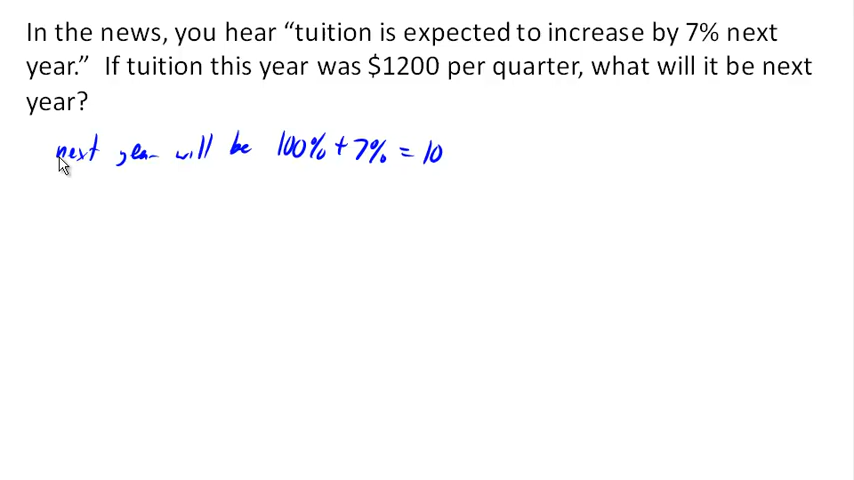 In the news, you hear “tuition is expected to increase by 7% next
year.” If tuition this year was $1200 per quarter, what will it be next
year?
next year will be 100% + 7% = 10